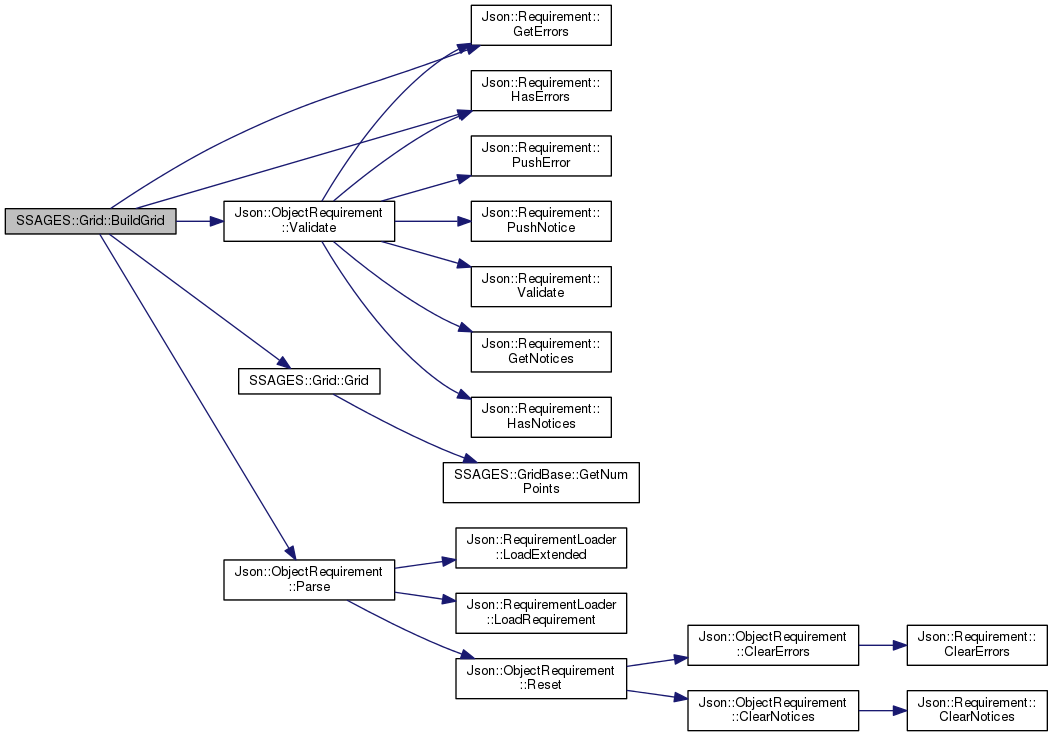 Json::Requirement::
GetErrors
Json::Requirement::
HasErrors
Json::Requirement::
PushError
SSAGES::Grid::BuildGrid
Json::ObjectRequirement
::Validate
Json::Requirement::
PushNotice
Json::Requirement::
Validate
Json::Requirement::
GetNotices
SSAGES::Grid::Grid
Json::Requirement::
HasNotices
SSAGES::GridBase::GetNum
Points
Json::ObjectRequirement
::Parse
Json::RequirementLoader
::LoadExtended
Json::RequirementLoader
::LoadRequirement
Json::ObjectRequirement
::Reset
Json::ObjectRequirement
::ClearErrors
Json::Requirement::
ClearErrors
Json::ObjectRequirement
::ClearNotices
Json::Requirement::
ClearNotices